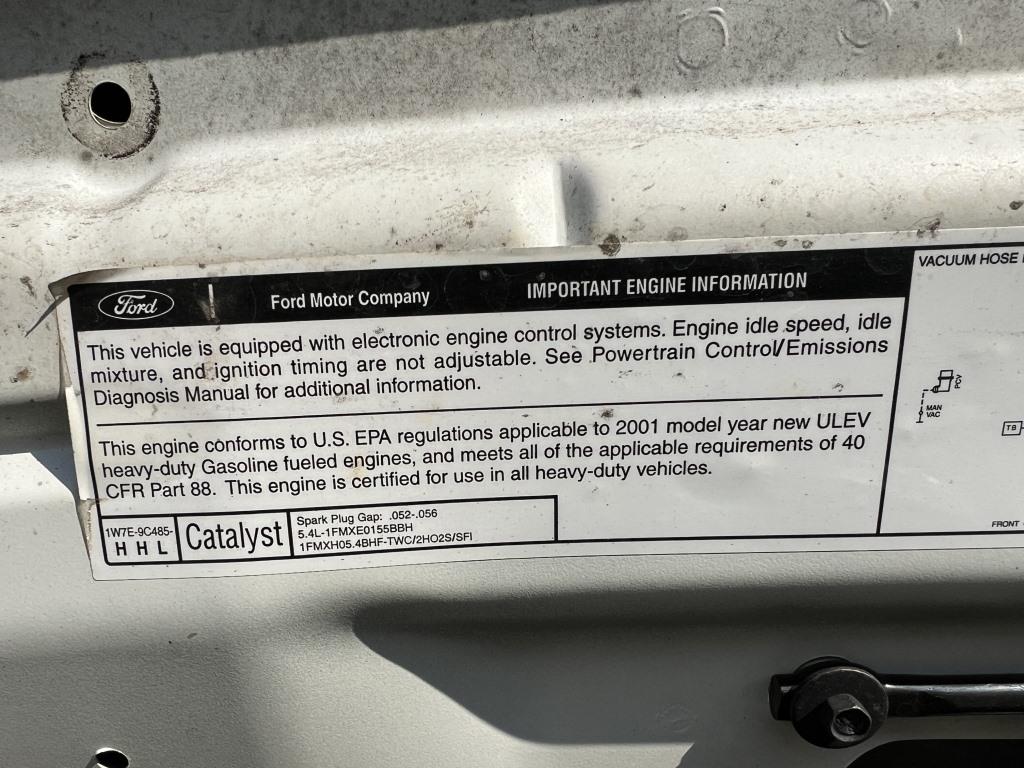 Ford
Ford Motor Company
IMPORTANT ENGINE INFORMATION
This vehicle is equipped with electronic engine control systems. Engine idle speed, idle
mixture, and ignition timing are not adjustable. See Powertrain Control/Emissions
Diagnosis Manual for additional information.
This engine conforms to U.S. EPA regulations applicable to 2001 model year new ULEV
heavy-duty Gasoline fueled engines, and meets all of the applicable requirements of 40
CFR Part 88. This engine is certified for use in all heavy-duty vehicles.
1W7E-9C485-
H H L
Catalyst
Spark Plug Gap: .052-.056
5.4L-1FMXE0155BBH
1FMXH05.4BHF-TWC/2HO2S/SFI
VACUUM HOSE
PCV
MAN
VAC
TB
FRONT